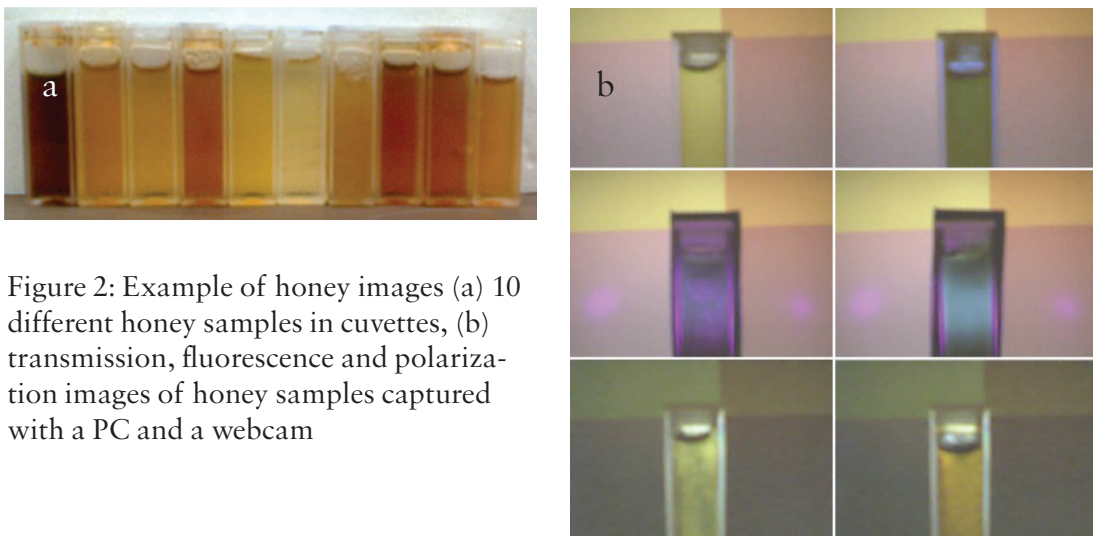 a
b
Figure 2: Example of honey images (a) 10
different honey samples in cuvettes, (b)
transmission, fluorescence and polariza-
tion images of honey samples captured
with a PC and a webcam